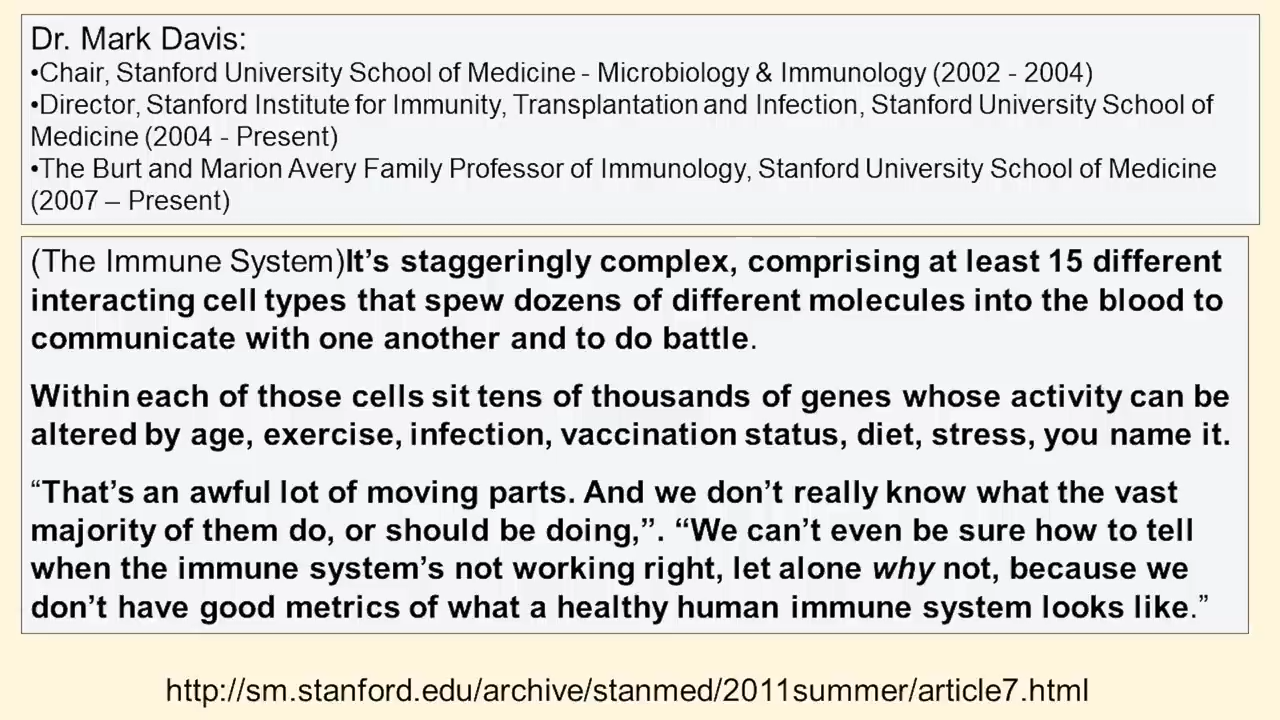 Dr. Mark Davis:
•Chair, Stanford University School of Medicine - Microbiology & Immunology (2002 - 2004)
•Director, Stanford Institute for Immunity, Transplantation and Infection, Stanford University School of
Medicine (2004 - Present)
•The Burt and Marion Avery Family Professor of Immunology, Stanford University School of Medicine
(2007 – Present)
(The Immune System)It’s staggeringly complex, comprising at least 15 different
interacting cell types that spew dozens of different molecules into the blood to
communicate with one another and to do battle.
Within each of those cells sit tens of thousands of genes whose activity can be
altered by age, exercise, infection, vaccination status, diet, stress, you name it.
“That’s an awful lot of moving parts. And we don’t really know what the vast
majority of them do, or should be doing,”. “We can’t even be sure how to tell
when the immune system’s not working right, let alone why not, because we
don’t have good metrics of what a healthy human immune system looks like.”
http://sm.stanford.edu/archive/stanmed/2011summer/article7.html